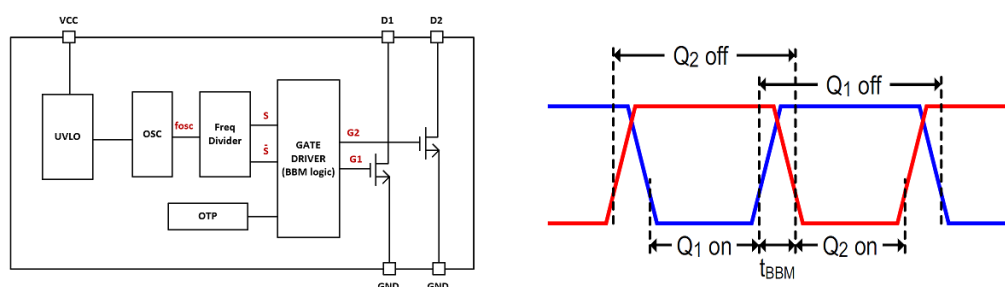 VCC
D1
D2
UVLO
OSC
fosc
Freq
Divider
S
S̄
GATE
DRIVER
(BBM logic)
G2
G1
OTP
GND
GND
Q2 off
Q1 off
Q1 on
Q2 on
tBBM